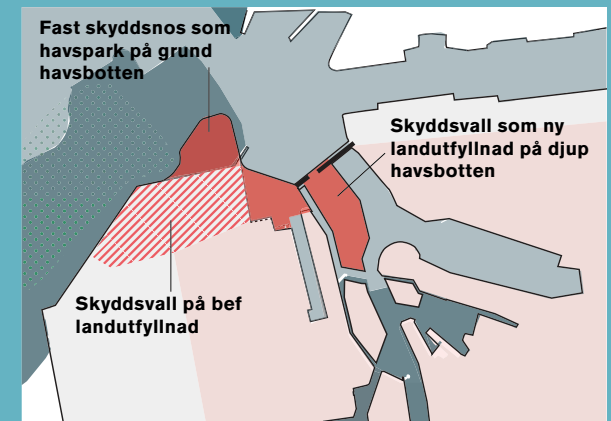 Fast skyddsnos som
havspark på grund
havsbotten
Skyddsvall som ny
landutfyllnad på djup
havsbotten
Skyddsvall på bef
landutfyllnad